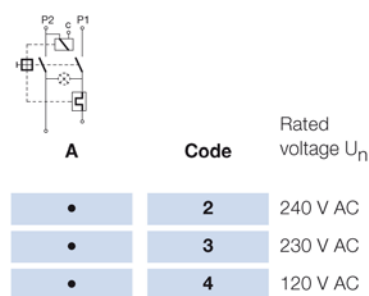 P2 c P1
A Code Rated voltage Un
• 2 240 V AC
• 3 230 V AC
• 4 120 V AC